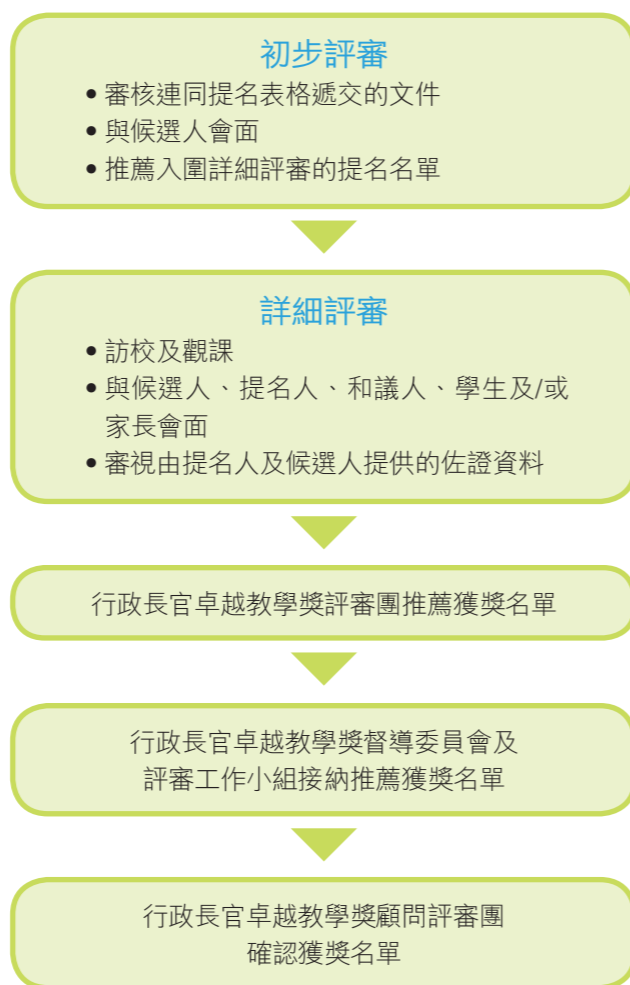 初步評審
• 審核連同提名表格遞交的文件
• 與候選人會面
• 推薦入圍詳細評審的提名名單
詳細評審
• 訪校及觀課
• 與候選人、提名人、和議人、學生及/或
家長會面
• 審視由提名人及候選人提供的佐證資料
行政長官卓越教學獎評審團推薦獲獎名單
行政長官卓越教學獎督導委員會及
評審工作小組接納推薦獲獎名單
行政長官卓越教學獎顧問評審團
確認獲獎名單